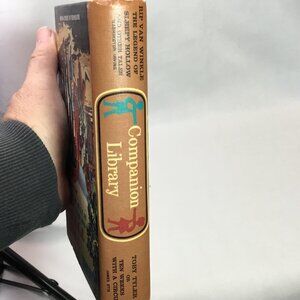 RIP VAN WINKLE
THE LEGEND OF
SLEEPY HOLLOW
AND OTHER TALES
Companion
Library
TOBY TYLER
OR
TEN WEEKS
WITH A CIRCUS